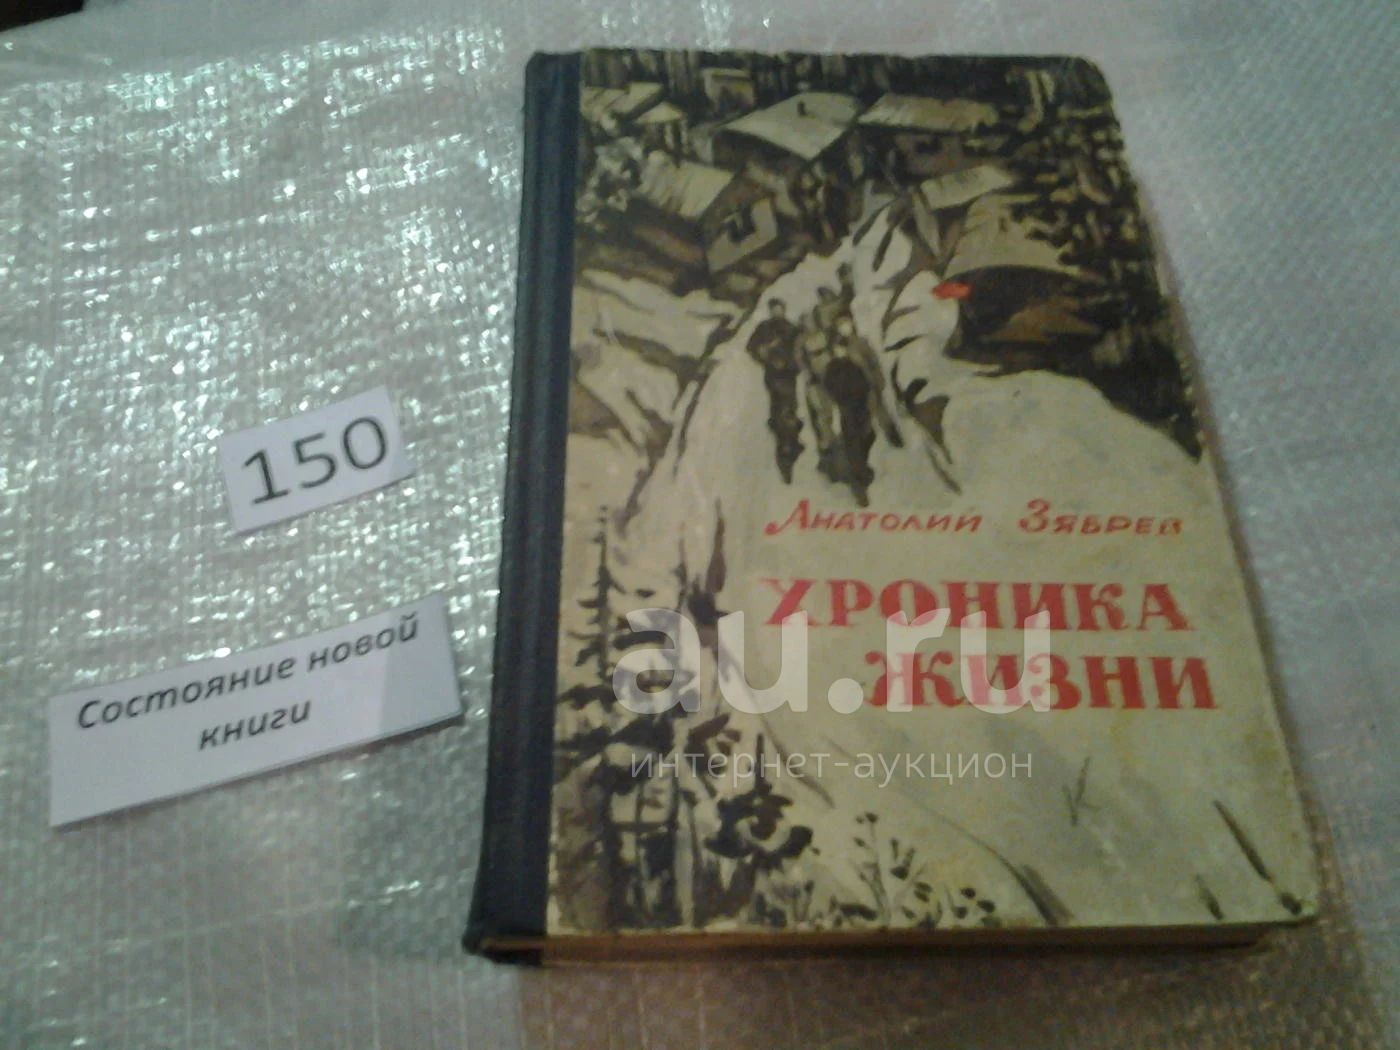 150
Состояние новой
книги
Анатолий Зябрев
ХРОНИКА
ЖИЗНИ
au.ru
интернет-аукцион
К